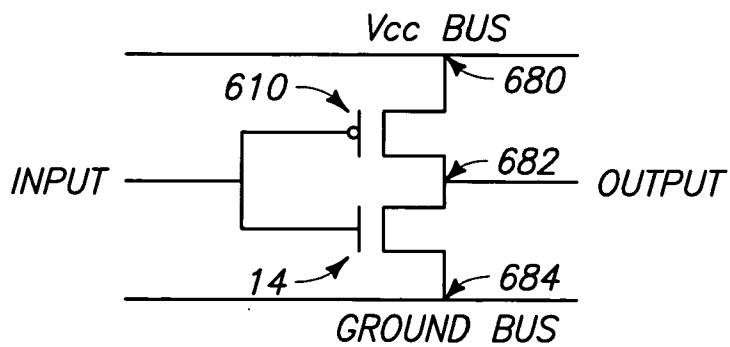 Vcc BUS
680
610
682
INPUT
OUTPUT
14
684
GROUND BUS